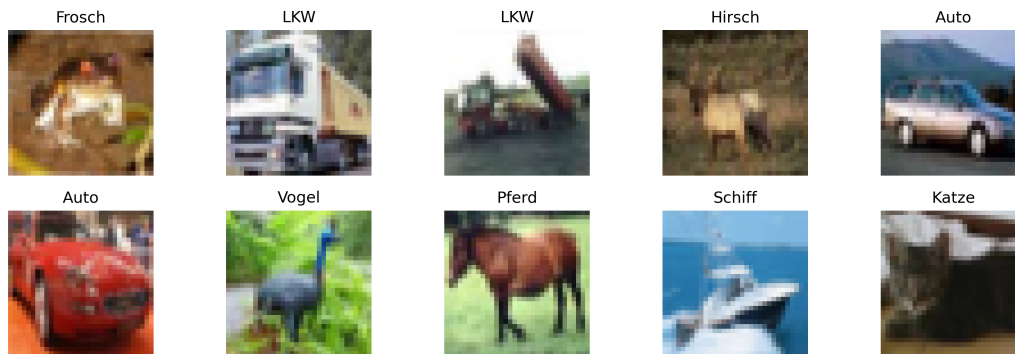 Frosch LKW LKW Hirsch Auto
Auto Vogel Pferd Schiff Katze